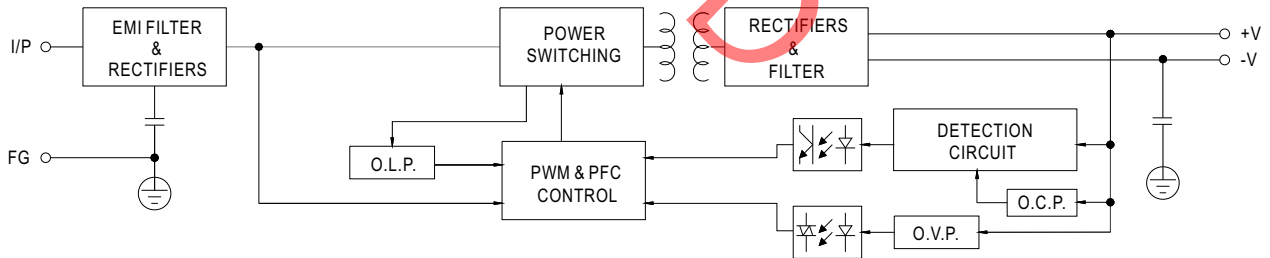 I/P
EMI FILTER
&
RECTIFIERS
POWER
SWITCHING
RECTIFIERS
&
FILTER
+V
-V
FG
O.L.P.
PWM & PFC
CONTROL
DETECTION
CIRCUIT
O.C.P.
O.V.P.